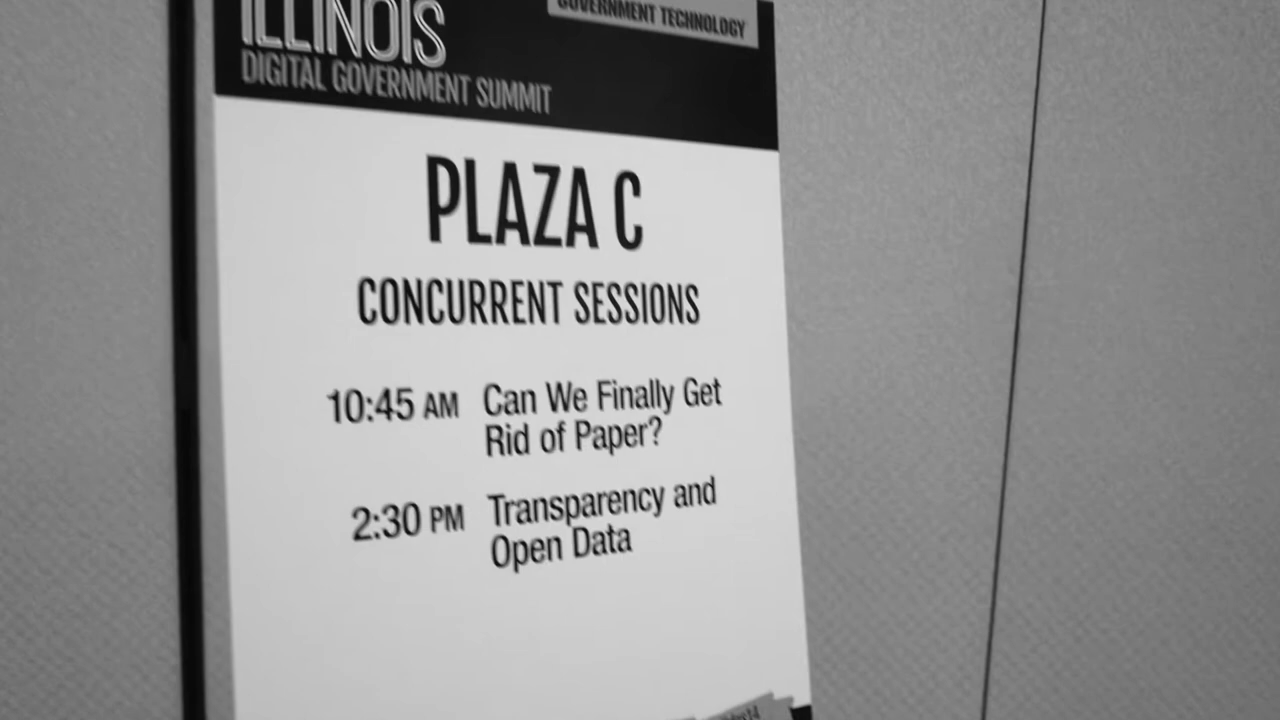 ILLINOIS
GOVERNMENT TECHNOLOGY
DIGITAL GOVERNMENT SUMMIT
PLAZA C
CONCURRENT SESSIONS
10:45 AM Can We Finally Get
Rid of Paper?
2:30 PM Transparency and
Open Data